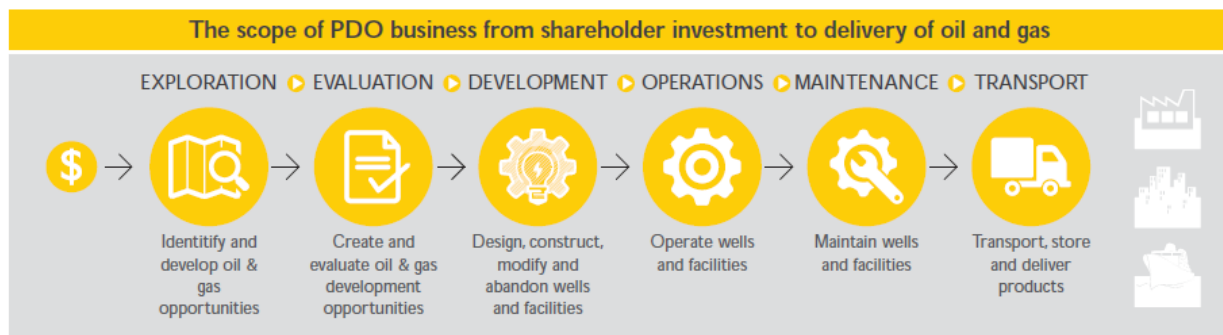 The scope of PDO business from shareholder investment to delivery of oil and gas
EXPLORATION EVALUATION DEVELOPMENT OPERATIONS MAINTENANCE TRANSPORT
$
Identitify and
develop oil &
gas
opportunities
Create and
evaluate oil & gas
development
opportunities
Design, construct,
modify and
abandon wells
and facilities
Operate wells
and facilities
Maintain wells
and facilities
Transport, store
and deliver
products